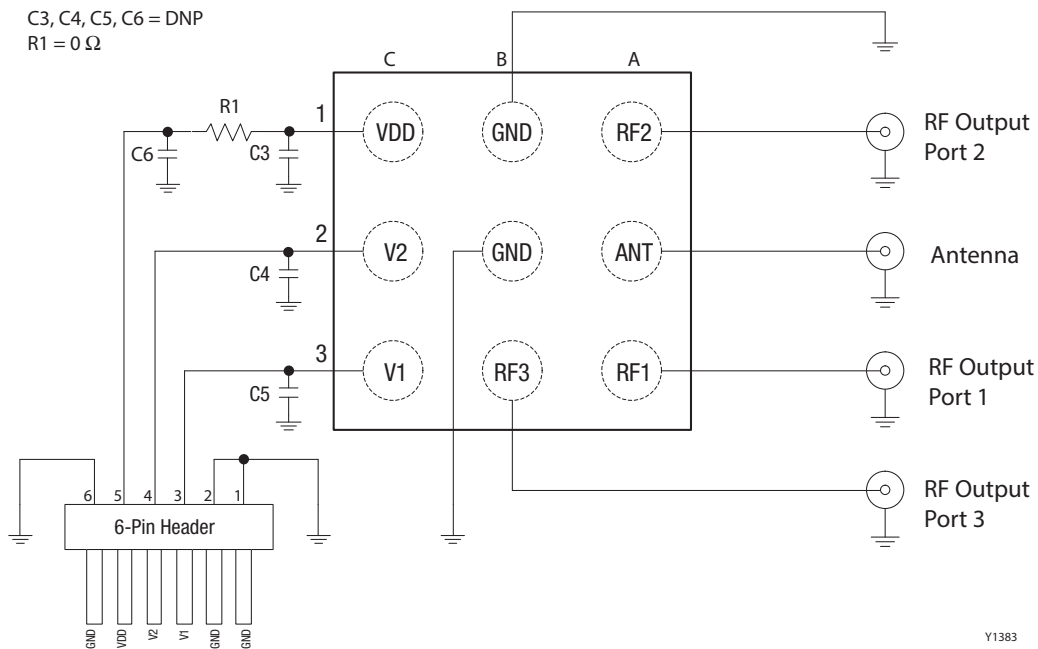 C3, C4, C5, C6 = DNP
R1 = 0 Ω
C B A
R1
1
VDD GND RF2
C6 C3
RF Output
Port 2
2
V2 GND ANT
C4
Antenna
3
V1 RF3 RF1
C5
RF Output
Port 1
RF Output
Port 3
6 5 4 3 2 1
6-Pin Header
GND VDD V2 V1 GND GND
Y1383